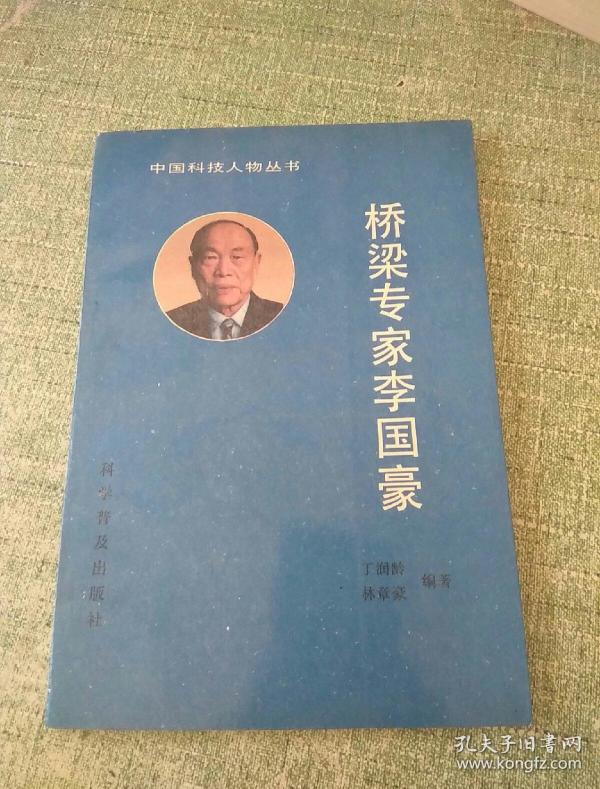 中国科技人物丛书
桥梁专家李国豪
科学普及出版社
丁润龄
林章豪
编著
孔夫子旧书网
www.kongfz.com